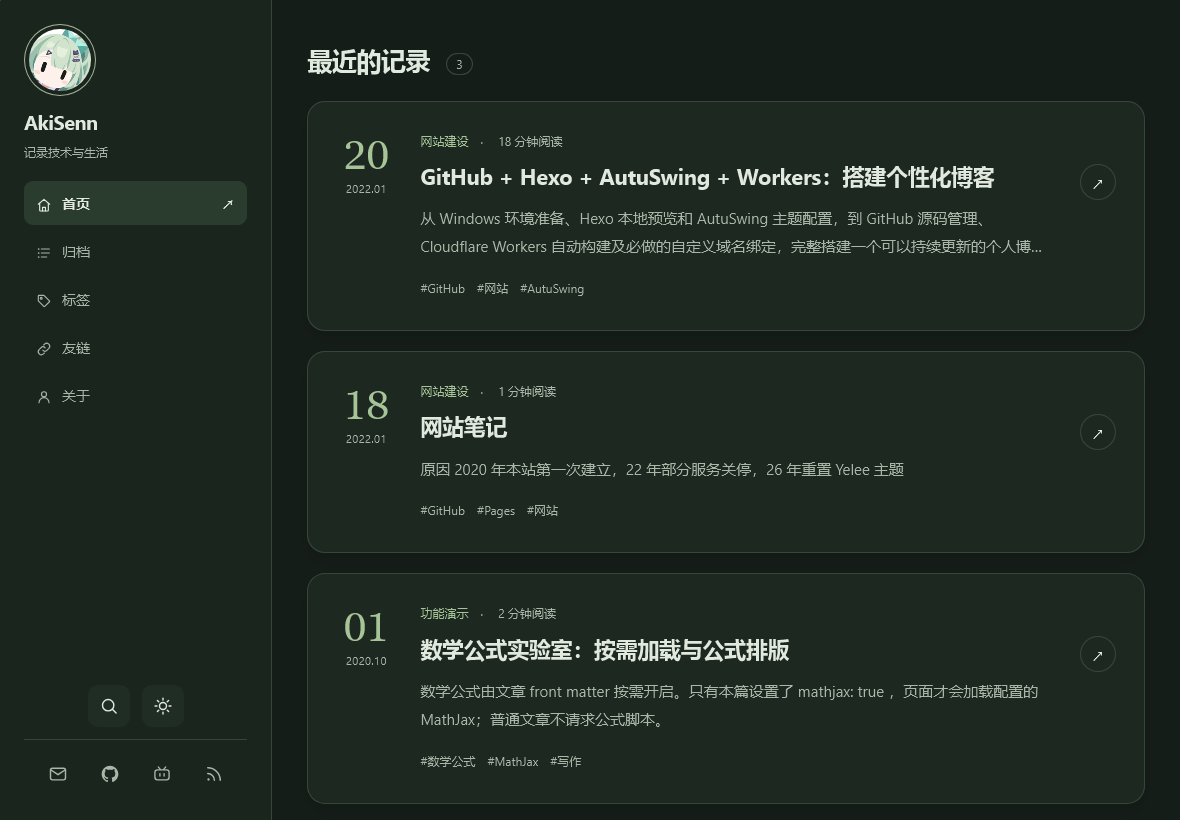 AkiSenn
记录技术与生活
首页
归档
标签
友链
关于
最近的记录 3
20
2022.01
网站建设 · 18 分钟阅读
GitHub + Hexo + AutuSwing + Workers：搭建个性化博客
从 Windows 环境准备、Hexo 本地预览和 AutuSwing 主题配置，到 GitHub 源码管理、
Cloudflare Workers 自动构建及必做的自定义域名绑定，完整搭建一个可以持续更新的个人博...
#GitHub #网站 #AutuSwing
18
2022.01
网站建设 · 1 分钟阅读
网站笔记
原因 2020 年本站第一次建立，22 年部分服务关停，26 年重置 Yelee 主题
#GitHub #Pages #网站
01
2020.10
功能演示 · 2 分钟阅读
数学公式实验室：按需加载与公式排版
数学公式由文章 front matter 按需开启。只有本篇设置了 mathjax: true ，页面才会加载配置的
MathJax；普通文章不请求公式脚本。
#数学公式 #MathJax #写作